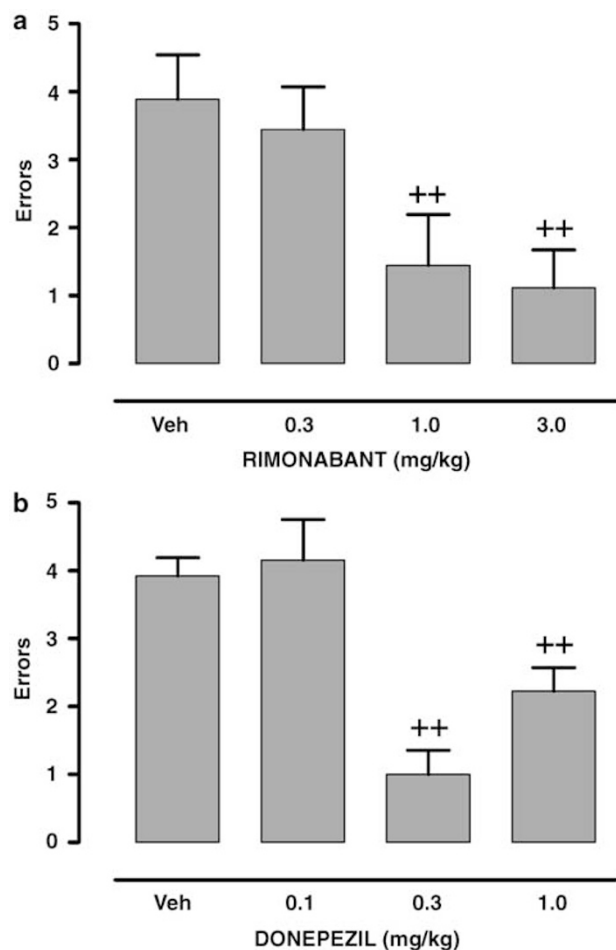 a
5
4
3
2
1
0
Errors
++
++
Veh 0.3 1.0 3.0
RIMONABANT (mg/kg)
b
5
4
3
2
1
0
Errors
++
++
Veh 0.1 0.3 1.0
DONEPEZIL (mg/kg)